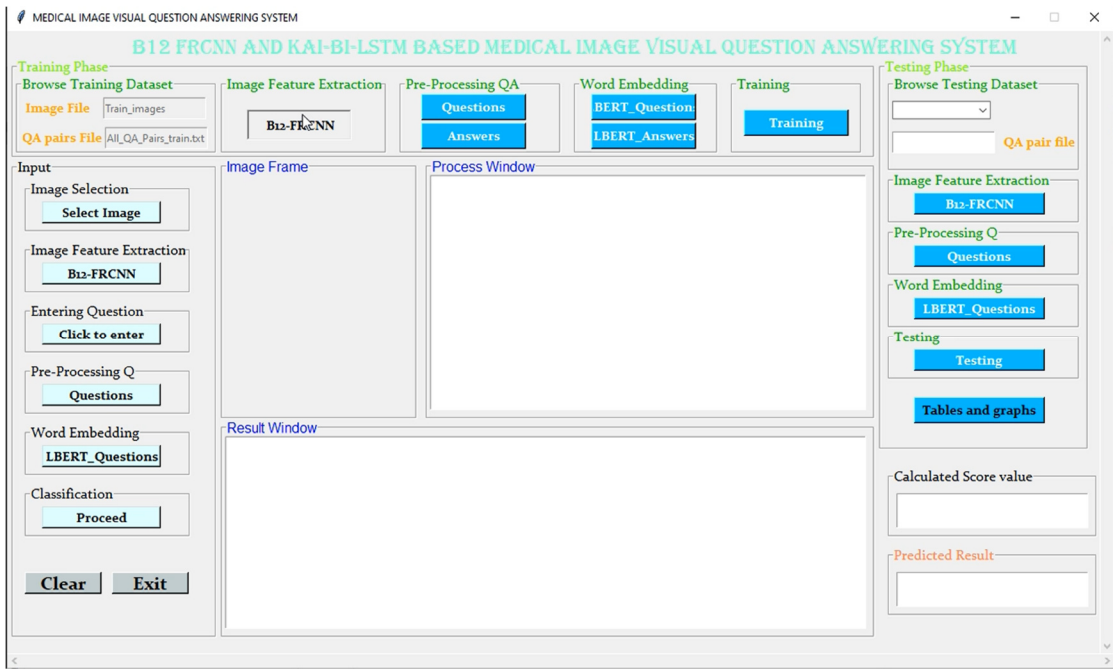 MEDICAL IMAGE VISUAL QUESTION ANSWERING SYSTEM
B12 FRCNN AND KAI-BI-LSTM BASED MEDICAL IMAGE VISUAL QUESTION ANSWERING SYSTEM
Training Phase
Browse Training Dataset
Image File Train_images
QA pairs File All_QA_Pairs_train.txt
Image Feature Extraction
B12-FRCNN
Pre-Processing QA
Questions
Answers
Word Embedding
BERT_Question
LBERT_Answers
Training
Training
Testing Phase
Browse Testing Dataset
QA pair file
Image Feature Extraction
B12-FRCNN
Pre-Processing Q
Questions
Word Embedding
LBERT_Questions
Testing
Testing
Tables and graphs
Input
Image Selection
Select Image
Image Feature Extraction
B12-FRCNN
Entering Question
Click to enter
Pre-Processing Q
Questions
Word Embedding
LBERT_Questions
Classification
Proceed
Clear Exit
Image Frame
Process Window
Result Window
Calculated Score value
Predicted Result